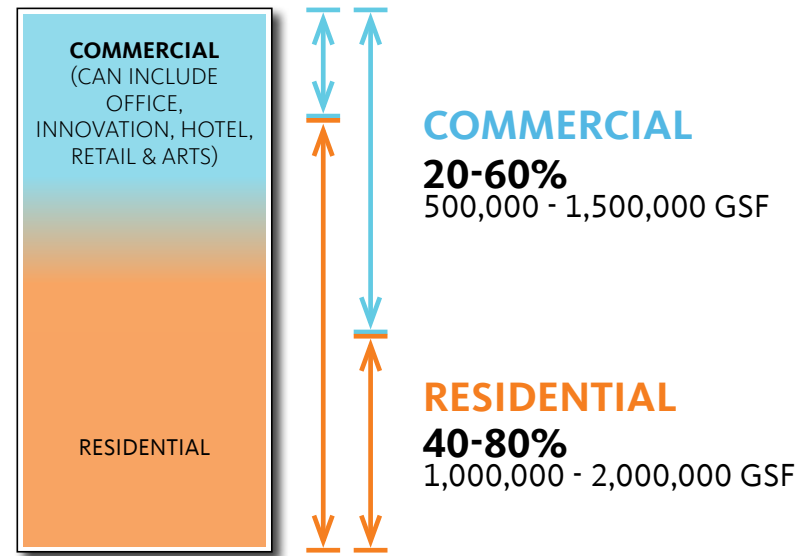 COMMERCIAL
(CAN INCLUDE
OFFICE,
INNOVATION, HOTEL,
RETAIL & ARTS)
RESIDENTIAL
COMMERCIAL
20-60%
500,000 - 1,500,000 GSF
RESIDENTIAL
40-80%
1,000,000 - 2,000,000 GSF